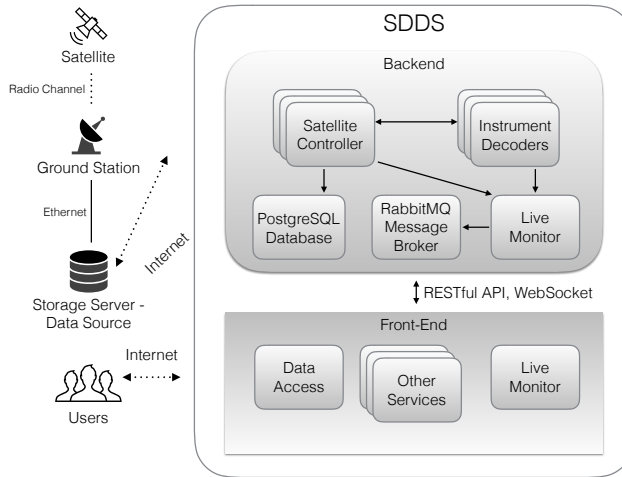 SDDS
Satellite
Radio Channel
Ground Station
Ethernet
Internet
Storage Server -
Data Source
Internet
Users
Backend
Satellite
Controller
Instrument
Decoders
PostgreSQL
Database
RabbitMQ
Message
Broker
Live
Monitor
RESTful API, WebSocket
Front-End
Data
Access
Other
Services
Live
Monitor